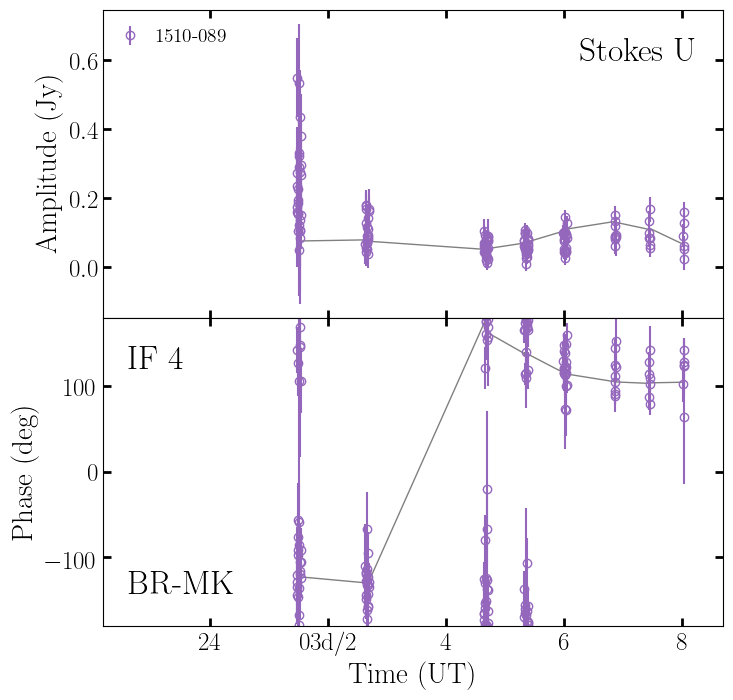 1510-089
Stokes U
0.6
0.4
0.2
0.0
Amplitude (Jy)
IF 4
100
0
−100
Phase (deg)
BR-MK
24 03d/2 4 6 8
Time (UT)